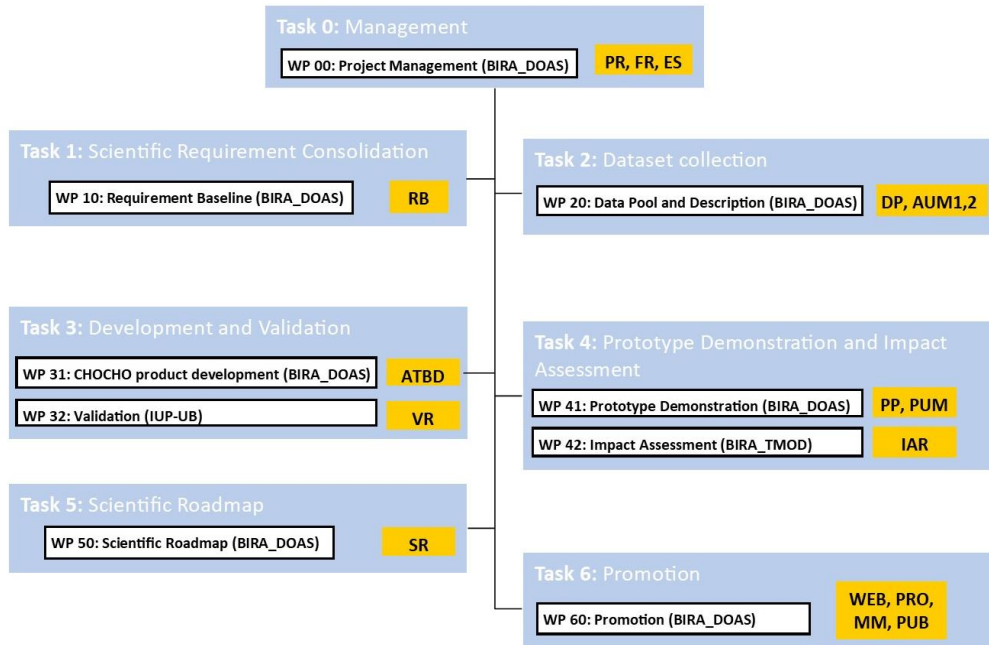 Task 0: Management
WP 00: Project Management (BIRA_DOAS)
PR, FR, ES
Task 1: Scientific Requirement Consolidation
WP 10: Requirement Baseline (BIRA_DOAS)
RB
Task 2: Dataset collection
WP 20: Data Pool and Description (BIRA_DOAS)
DP, AUM1,2
Task 3: Development and Validation
WP 31: CHOCHO product development (BIRA_DOAS)
ATBD
WP 32: Validation (IUP-UB)
VR
Task 4: Prototype Demonstration and Impact
Assessment
WP 41: Prototype Demonstration (BIRA_DOAS)
PP, PUM
WP 42: Impact Assessment (BIRA_TMOD)
IAR
Task 5: Scientific Roadmap
WP 50: Scientific Roadmap (BIRA_DOAS)
SR
Task 6: Promotion
WP 60: Promotion (BIRA_DOAS)
WEB, PRO,
MM, PUB